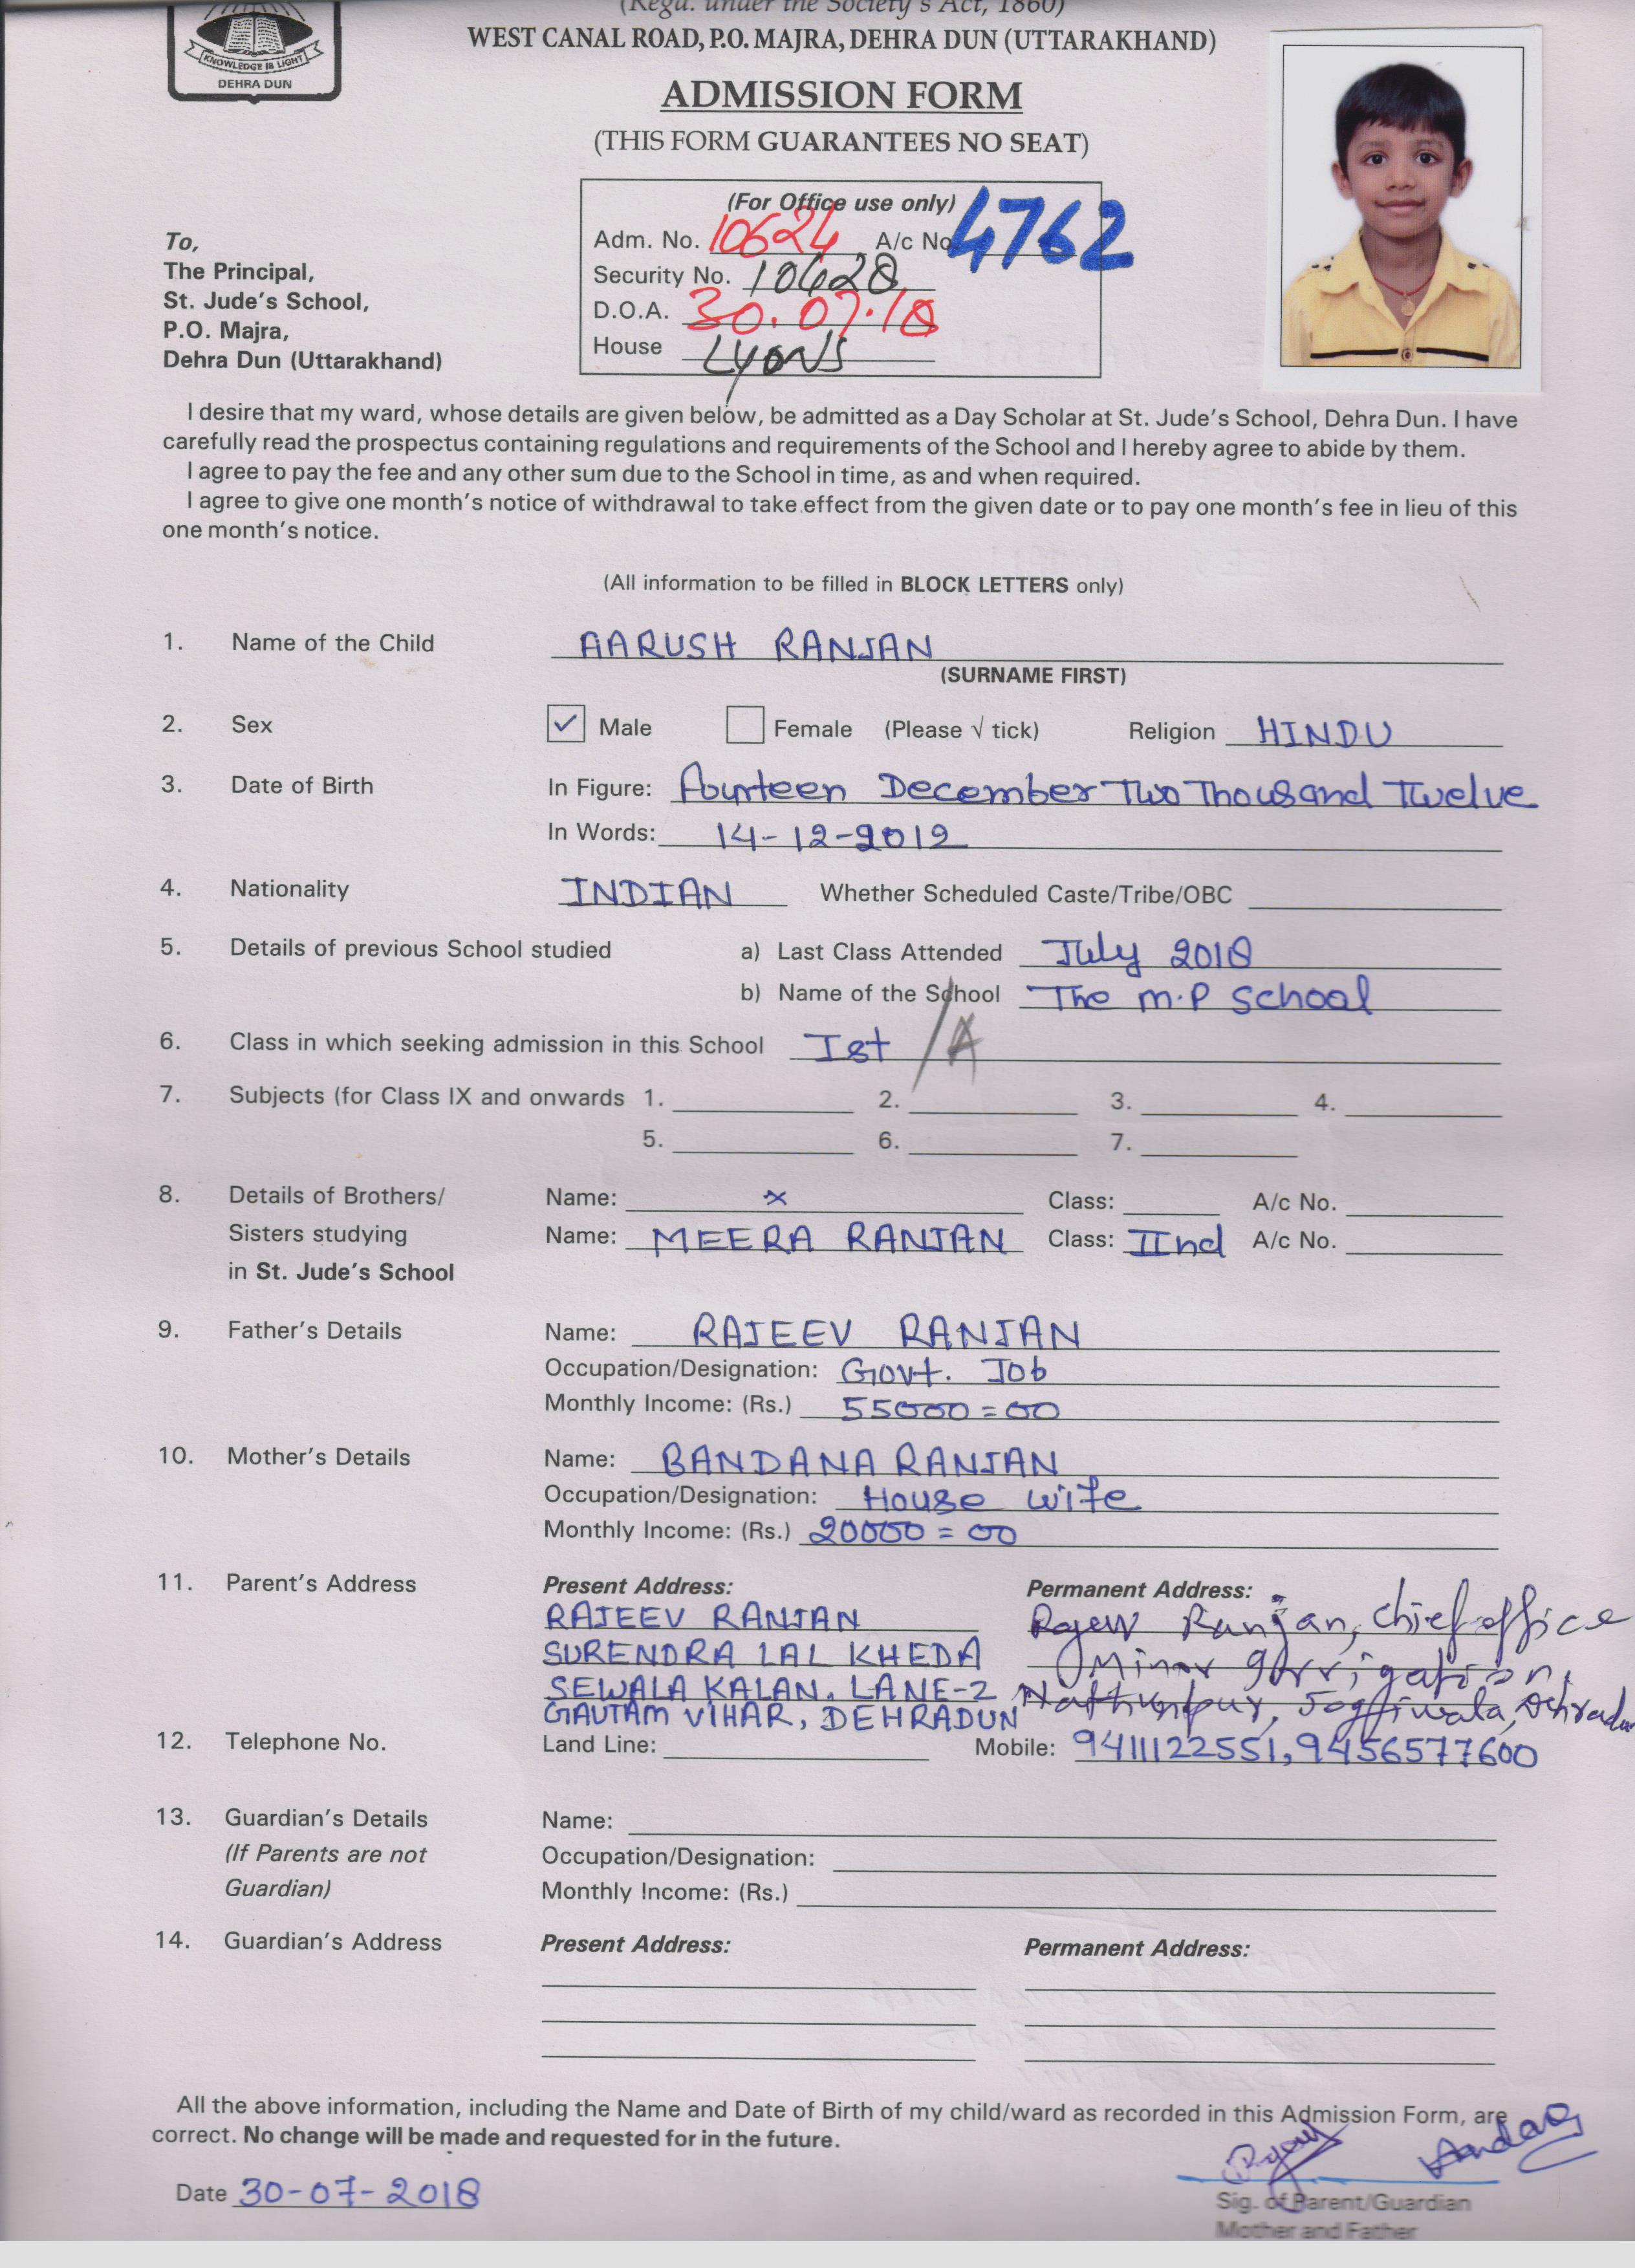 (Regd. under the Society's Act, 1860)
WEST CANAL ROAD, P.O. MAJRA, DEHRA DUN (UTTARAKHAND)
KNOWLEDGE IS LIGHT
DEHRA DUN
ADMISSION FORM
(THIS FORM GUARANTEES NO SEAT)
(For Office use only)
Adm. No. 10624 A/c No. 4762
Security No. 10428
D.O.A. 30.07.18
House Lyons
To,
The Principal,
St. Jude's School,
P.O. Majra,
Dehra Dun (Uttarakhand)
I desire that my ward, whose details are given below, be admitted as a Day Scholar at St. Jude's School, Dehra Dun. I have
carefully read the prospectus containing regulations and requirements of the School and I hereby agree to abide by them.
I agree to pay the fee and any other sum due to the School in time, as and when required.
I agree to give one month's notice of withdrawal to take effect from the given date or to pay one month's fee in lieu of this
one month's notice.
(All information to be filled in BLOCK LETTERS only)
1. Name of the Child AARUSH RANJAN
(SURNAME FIRST)
2. Sex ✓ Male Female (Please √ tick) Religion HINDU
3. Date of Birth In Figure: Fourteen December Two Thousand Twelve
In Words: 14-12-2012
4. Nationality INDIAN Whether Scheduled Caste/Tribe/OBC
5. Details of previous School studied a) Last Class Attended July 2018
b) Name of the School The M.P School
6. Class in which seeking admission in this School Ist /A
7. Subjects (for Class IX and onwards 1. 2. 3. 4.
5. 6. 7.
8. Details of Brothers/ Name: × Class: A/c No.
Sisters studying Name: MEERA RANJAN Class: IInd A/c No.
in St. Jude's School
9. Father's Details Name: RAJEEV RANJAN
Occupation/Designation: Govt. Job
Monthly Income: (Rs.) 55000=00
10. Mother's Details Name: BANDANA RANJAN
Occupation/Designation: House wife
Monthly Income: (Rs.) 20000=00
11. Parent's Address Present Address: Permanent Address:
RAJEEV RANJAN Rajeev Ranjan, Chief office
SURENDRA LAL KHEDA Minor
SEWALA KALAN, LANE-2
GAUTAM VIHAR, DEHRADUN
12. Telephone No. Land Line: Mobile: 9411122551, 9456577600
13. Guardian's Details Name:
(If Parents are not Occupation/Designation:
Guardian) Monthly Income: (Rs.)
14. Guardian's Address Present Address: Permanent Address:
All the above information, including the Name and Date of Birth of my child/ward as recorded in this Admission Form, are
correct. No change will be made and requested for in the future.
Date 30-07-2018
Sig. of Parent/Guardian
Mother and Father